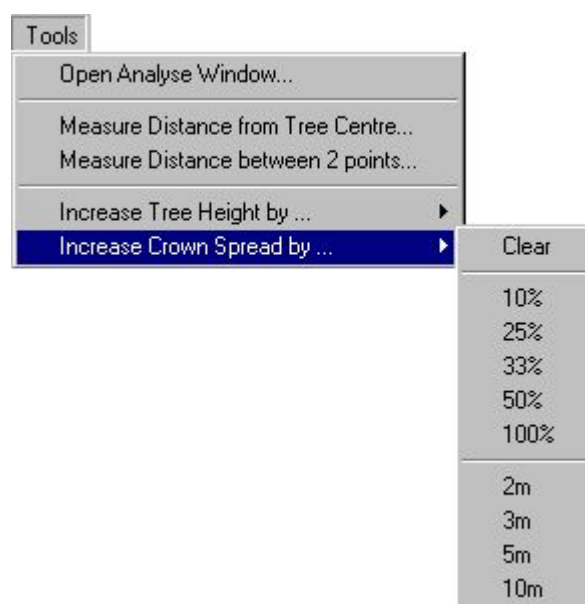 Tools
Open Analyse Window...
Measure Distance from Tree Centre...
Measure Distance between 2 points...
Increase Tree Height by ...
Increase Crown Spread by ...
Clear
10%
25%
33%
50%
100%
2m
3m
5m
10m